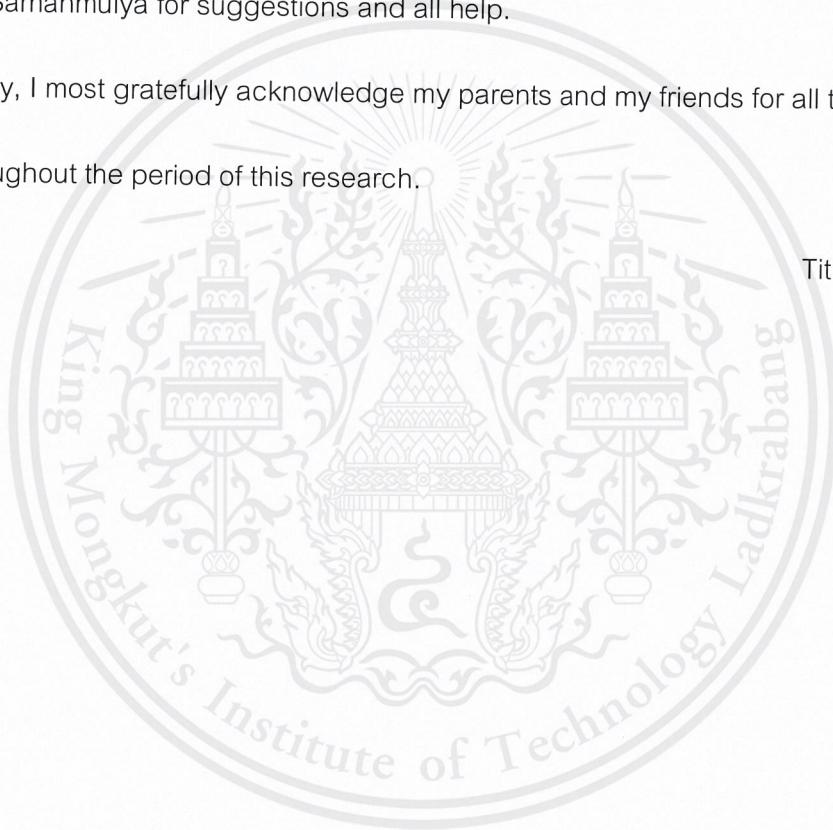 Samanmulya for suggestions and all help.
y, I most gratefully acknowledge my parents and my friends for all t
ughout the period of this research.
Tit
King Mongkut's Institute of Technology Ladkrabang